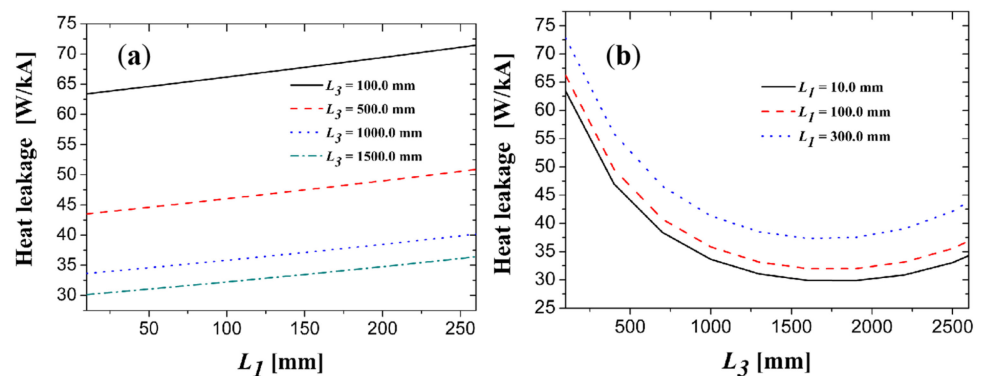 (a)
L3 = 100.0 mm
L3 = 500.0 mm
L3 = 1000.0 mm
L3 = 1500.0 mm
Heat leakage [W/kA]
75
70
65
60
55
50
45
40
35
30
50
100
150
200
250
L1 [mm]
(b)
L1 = 10.0 mm
L1 = 100.0 mm
L1 = 300.0 mm
Heat leakage [W/kA]
75
70
65
60
55
50
45
40
35
30
25
500
1000
1500
2000
2500
L3 [mm]